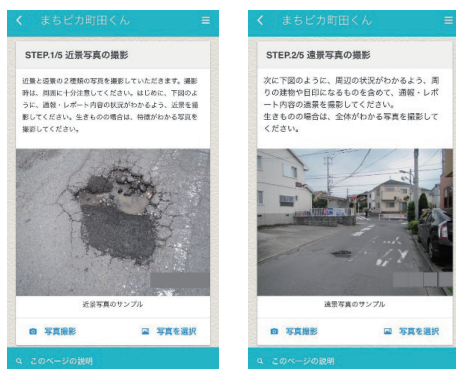 まちピカ町田くん
STEP.1/5 近景写真の撮影
近景と遠景の2種類の写真を撮影していただきます。撮影
時は、周囲に十分注意してください。はじめに、下図のよ
うに、通報・レポート内容の状況がわかるよう、近景を撮
影してください。生きものの場合は、特徴がわかる写真を
撮影してください。
近景写真のサンプル
写真撮影
写真を選択
このページの説明
まちピカ町田くん
STEP.2/5 遠景写真の撮影
次に下図のように、周辺の状況がわかるよう、周
りの建物や目印になるものを含めて、通報・レポ
ート内容の遠景を撮影してください。
生きものの場合は、全体がわかる写真を撮影して
ください。
遠景写真のサンプル
写真撮影
写真を選択
このページの説明